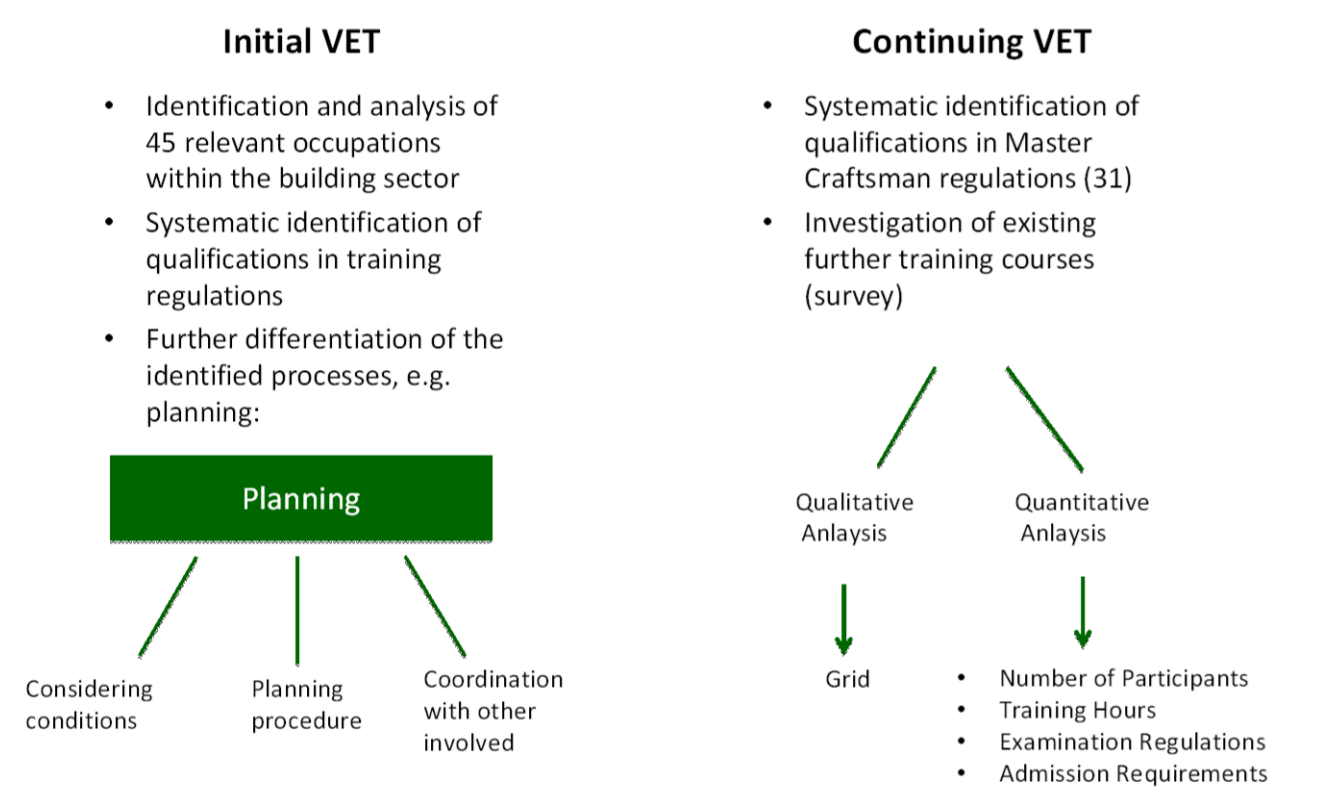 Initial VET
• Identification and analysis of
45 relevant occupations
within the building sector
• Systematic identification of
qualifications in training
regulations
• Further differentiation of the
identified processes, e.g.
planning:
Planning
Considering
conditions
Planning
procedure
Coordination
with other
involved
Continuing VET
• Systematic identification of
qualifications in Master
Craftsman regulations (31)
• Investigation of existing
further training courses
(survey)
Qualitative
Anlaysis
Quantitative
Anlaysis
Grid
• Number of Participants
• Training Hours
• Examination Regulations
• Admission Requirements